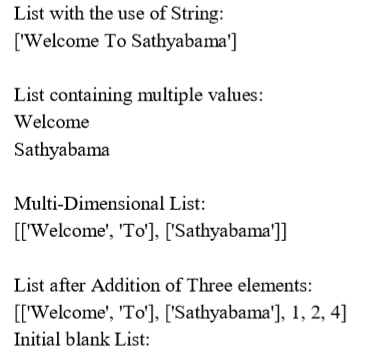 List with the use of String:
['Welcome To Sathyabama']
List containing multiple values:
Welcome
Sathyabama
Multi-Dimensional List:
[['Welcome', 'To'], ['Sathyabama']]
List after Addition of Three elements:
[['Welcome', 'To'], ['Sathyabama'], 1, 2, 4]
Initial blank List: